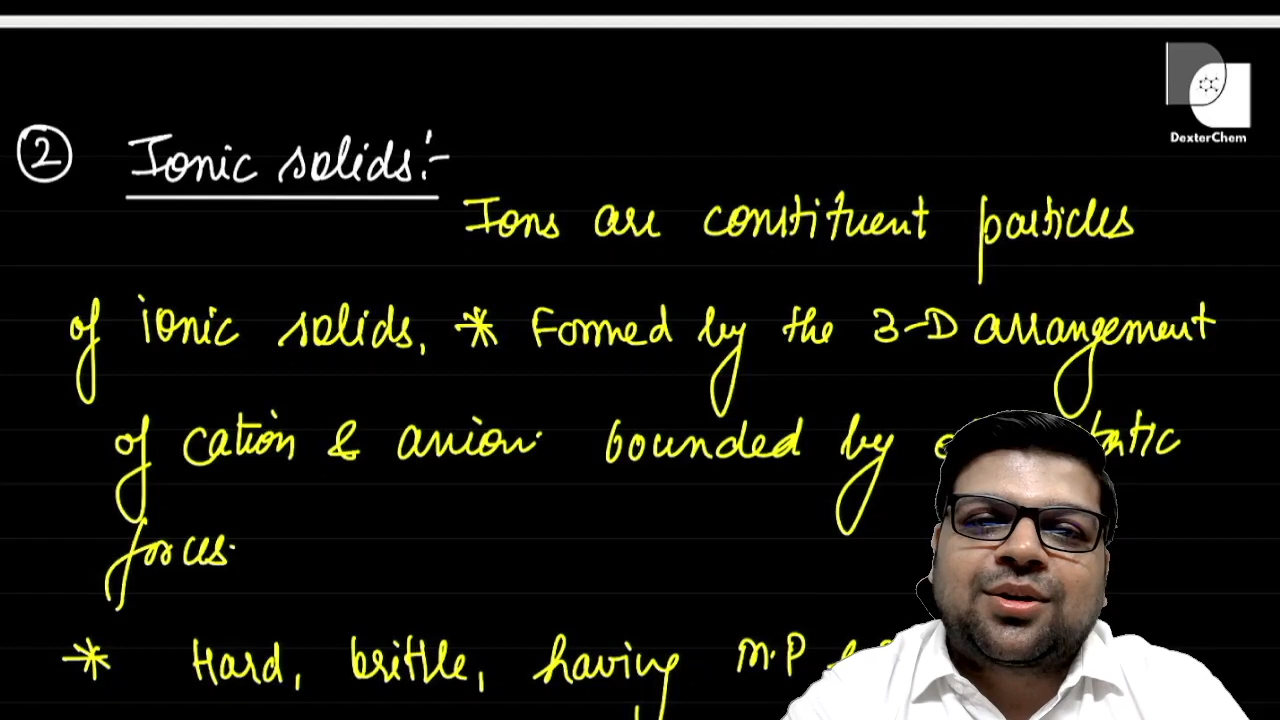 DexterChem
2 Ionic solids:-
Ions are constituent particles
of ionic solids, * Formed by the 3-D arrangement
of cation & anion bounded by
forces.
* Hard, brittle, having M.P